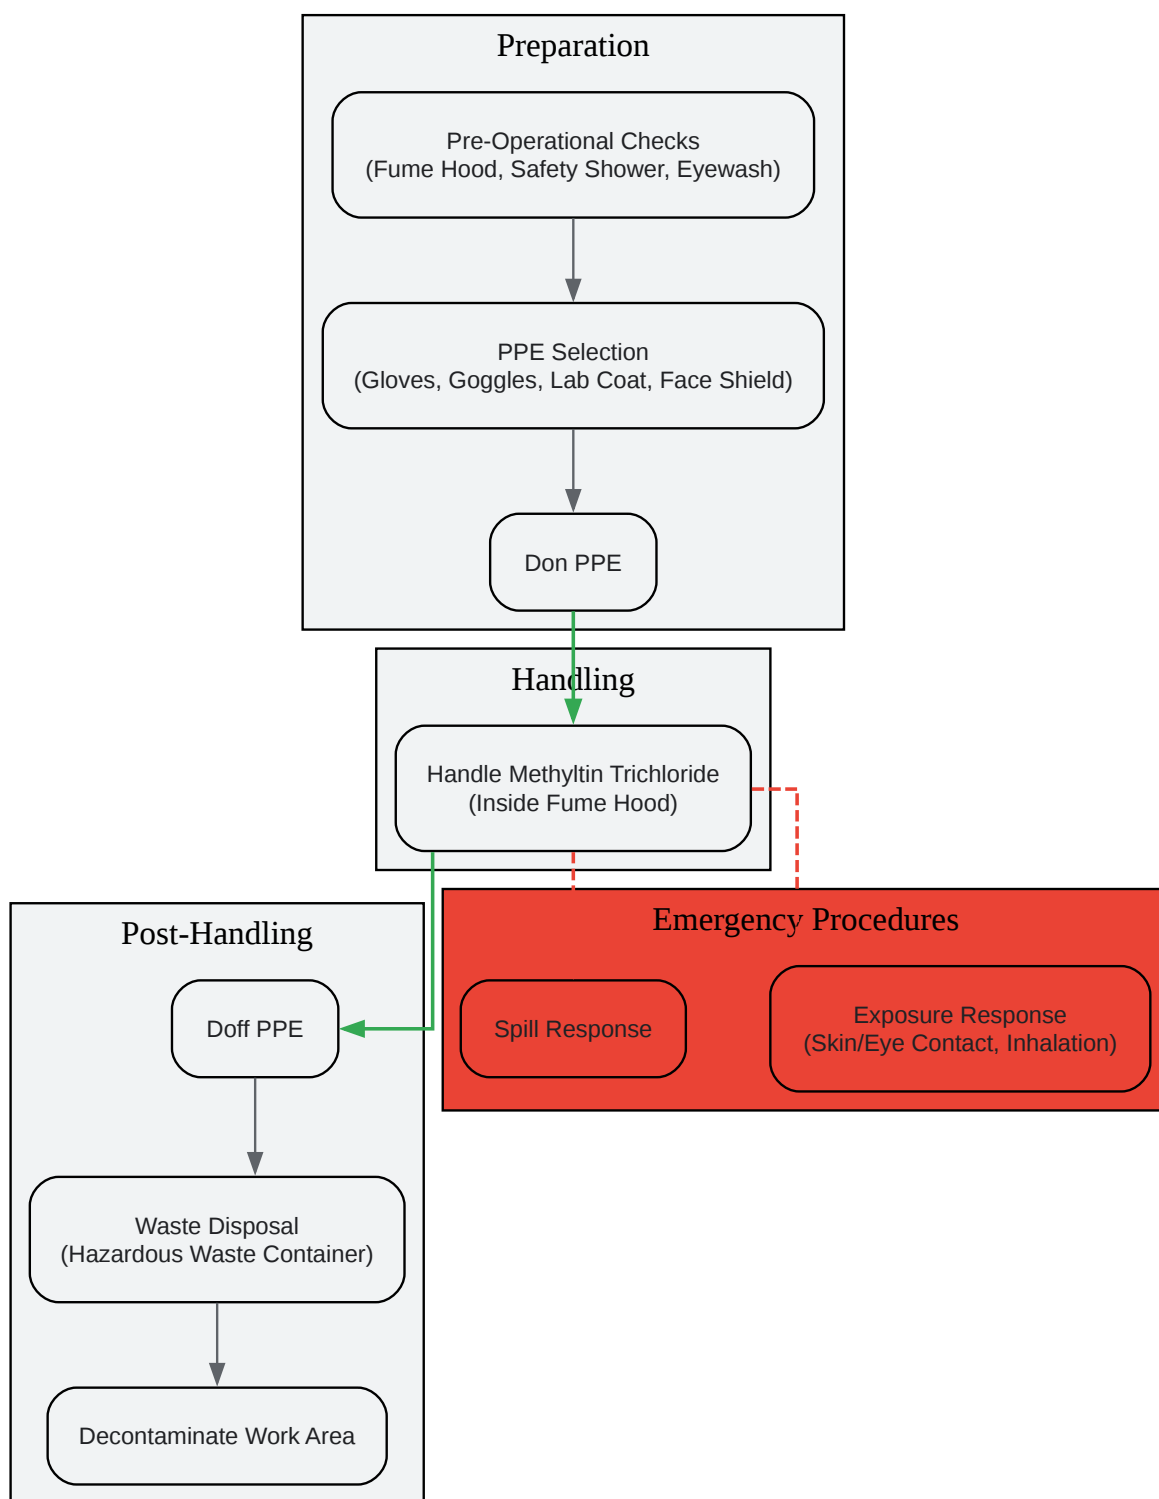 Preparation
Pre-Operational Checks
(Fume Hood, Safety Shower, Eyewash)
PPE Selection
(Gloves, Goggles, Lab Coat, Face Shield)
Don PPE
Handling
Handle Methyltin Trichloride
(Inside Fume Hood)
Post-Handling
Doff PPE
Waste Disposal
(Hazardous Waste Container)
Decontaminate Work Area
Emergency Procedures
Spill Response
Exposure Response
(Skin/Eye Contact, Inhalation)